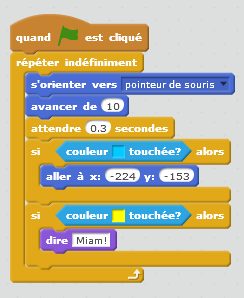 quand est cliqué
répéter indéfiniment
s'orienter vers pointeur de souris
avancer de 10
attendre 0.3 secondes
si couleur touchée? alors
aller à x: -224 y: -153
si couleur touchée? alors
dire Miam!